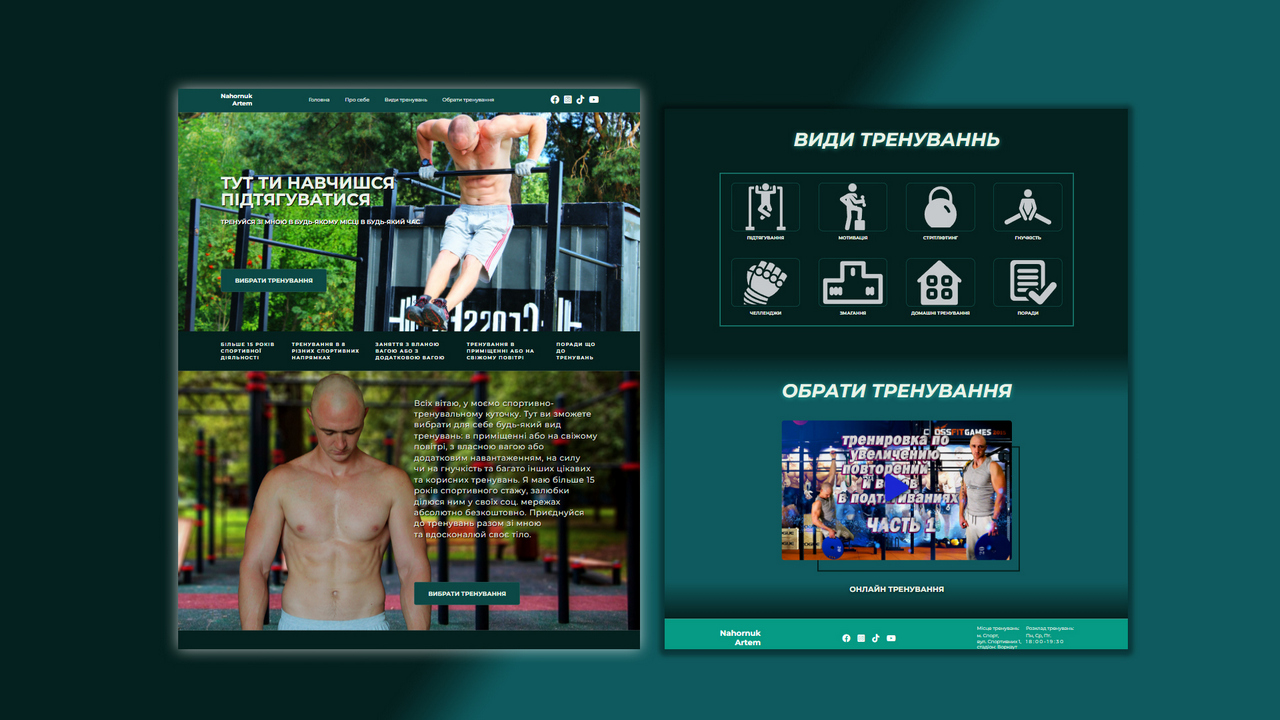 Nahornuk
Artem
Головна Про себе Види тренувань Обрати тренування
ТУТ ТИ НАВЧИШСЯ
ПІДТЯГУВАТИСЯ
ТРЕНУЙСЯ ЗІ МНОЮ В БУДЬ-ЯКОМУ МІСЦІ В БУДЬ-ЯКИЙ ЧАС
ВИБРАТИ ТРЕНУВАННЯ
БІЛЬШЕ 15 РОКІВ
СПОРТИВНОЇ
ДІЯЛЬНОСТІ
ТРЕНУВАННЯ В 8
РІЗНИХ СПОРТИВНИХ
НАПРЯМКАХ
ЗАНЯТТЯ З ВЛАНОЮ
ВАГОЮ АБО З
ДОДАТКОВОЮ ВАГОЮ
ТРЕНУВАННЯ В
ПРИМІЩЕННІ АБО НА
СВІЖОМУ ПОВІТРІ
ПОРАДИ ЩО
ДО
ТРЕНУВАНЬ
Всіх вітаю, у моємо спортивно-
тренувальному куточку. Тут ви зможете
вибрати для себе будь-який вид
тренувань: в приміщенні або на свіжому
повітрі, з власною вагою або
додатковим навантаженням, на силу
чи на гнучкість та багато інших цікавих
та корисних тренувань. Я маю більше 15
років спортивного стажу, залюбки
ділюся ним у своїх соц. мережах
абсолютно безкоштовно. Приєднуйся
до тренувань разом зі мною
та вдосконалюй своє тіло.
ВИБРАТИ ТРЕНУВАННЯ
ВИДИ ТРЕНУВАННЬ
ПІДТЯГУВАННЯ
МОТИВАЦІЯ
СТРІТЛІФТИНГ
ГНУЧКІСТЬ
ЧЕЛЛЕНДЖИ
ЗМАГАННЯ
ДОМАШНІ ТРЕНУВАННЯ
ПОРАДИ
ОБРАТИ ТРЕНУВАННЯ
тренировка по
увеличению
повторений
в подтягиваниях
ЧАСТЬ 1
ОНЛАЙН ТРЕНУВАННЯ
Nahornuk
Artem
Місце тренувань:
м. Спорт,
вул. Спортивних 1,
стадіон: Воркаут
Розклад тренувань:
Пн, Ср, Пт.
18:00-19:30